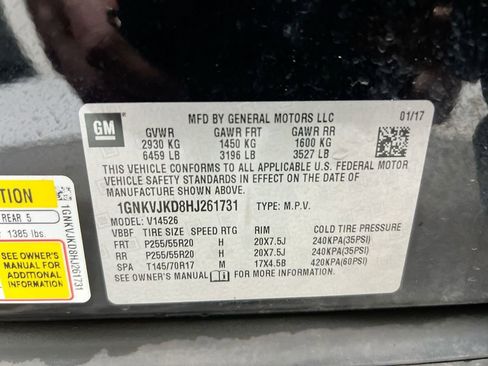 GM
MFD BY GENERAL MOTORS LLC 01/17
GVWR GAWR FRT GAWR RR
2930 KG 1450 KG 1600 KG
6459 LB 3196 LB 3527 LB
THIS VEHICLE CONFORMS TO ALL APPLICABLE U.S. FEDERAL MOTOR
VEHICLE SAFETY STANDARDS IN EFFECT ON THE DATE OF
MANUFACTURE SHOWN ABOVE.
1GNKVJKD8HJ261731 TYPE: M.P.V.
MODEL: V14526
VBBF TIRE SIZE SPEED RTG RIM COLD TIRE PRESSURE
FRT P255/55R20 H 20X7.5J 240KPA(35PSI)
RR P255/55R20 H 20X7.5J 240KPA(35PSI)
SPA T145/70R17 M 17X4.5B 420KPA(60PSI)
SEE OWNER'S MANUAL FOR MORE INFORMATION.
REAR 5
1385 lbs.
SEE OWNER'S
MANUAL FOR
ADDITIONAL
INFORMATION
1GNKVJKD8HJ261731